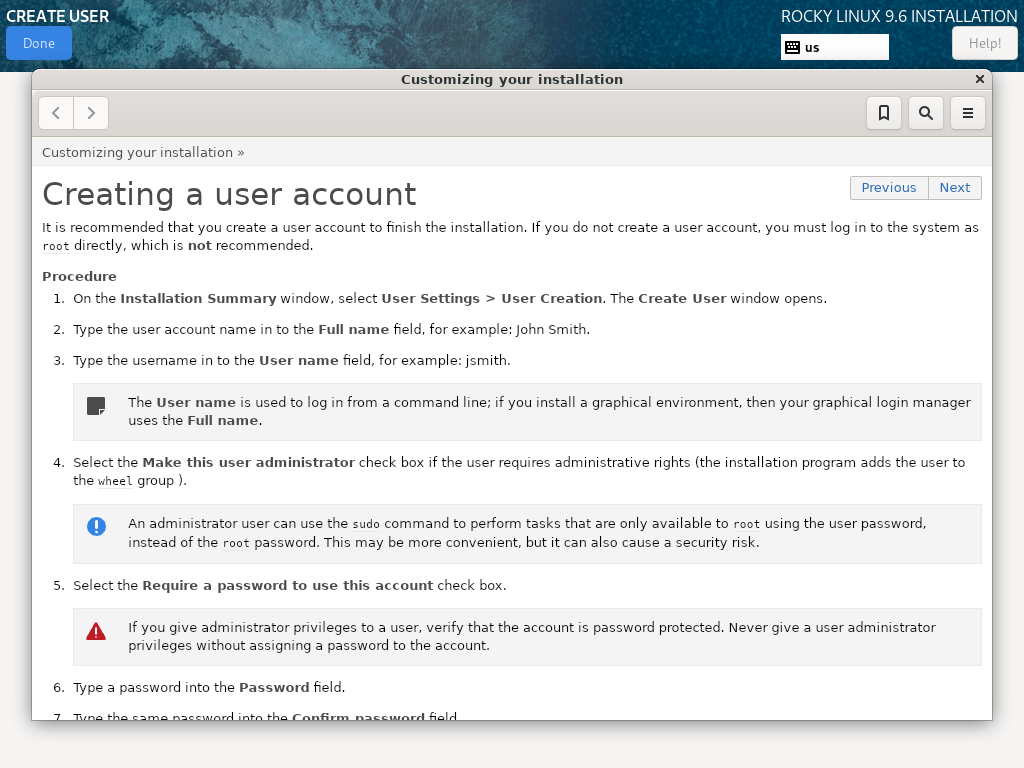 CREATE USER
ROCKY LINUX 9.6 INSTALLATION
Done
us
Help!
Customizing your installation
Customizing your installation »
Creating a user account
Previous
Next
It is recommended that you create a user account to finish the installation. If you do not create a user account, you must log in to the system as
root directly, which is not recommended.
Procedure
1. On the Installation Summary window, select User Settings > User Creation. The Create User window opens.
2. Type the user account name in to the Full name field, for example: John Smith.
3. Type the username in to the User name field, for example: jsmith.
The User name is used to log in from a command line; if you install a graphical environment, then your graphical login manager
uses the Full name.
4. Select the Make this user administrator check box if the user requires administrative rights (the installation program adds the user to
the wheel group ).
An administrator user can use the sudo command to perform tasks that are only available to root using the user password,
instead of the root password. This may be more convenient, but it can also cause a security risk.
5. Select the Require a password to use this account check box.
If you give administrator privileges to a user, verify that the account is password protected. Never give a user administrator
privileges without assigning a password to the account.
6. Type a password into the Password field.
7. Type the same password into the Confirm password field.